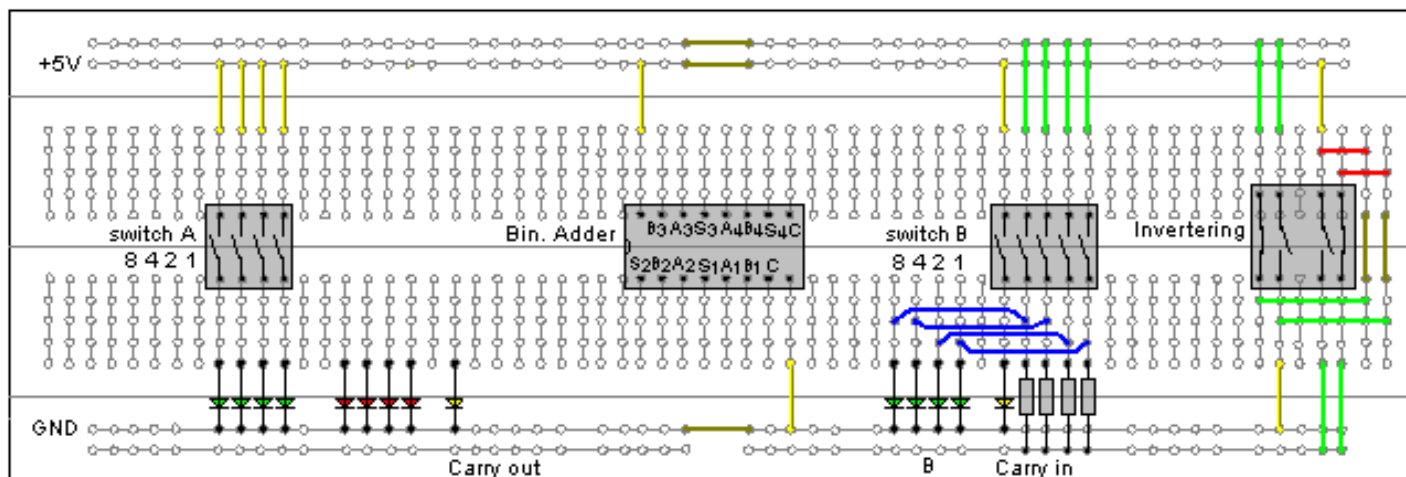 +5V
switch A
8 4 2 1
Bin. Adder
B3 A3 S3 A4 B4 S4 C
S2 B2 A2 S1 A1 B1 C
switch B
8 4 2 1
Invertering
GND
Carry out
B
Carry in